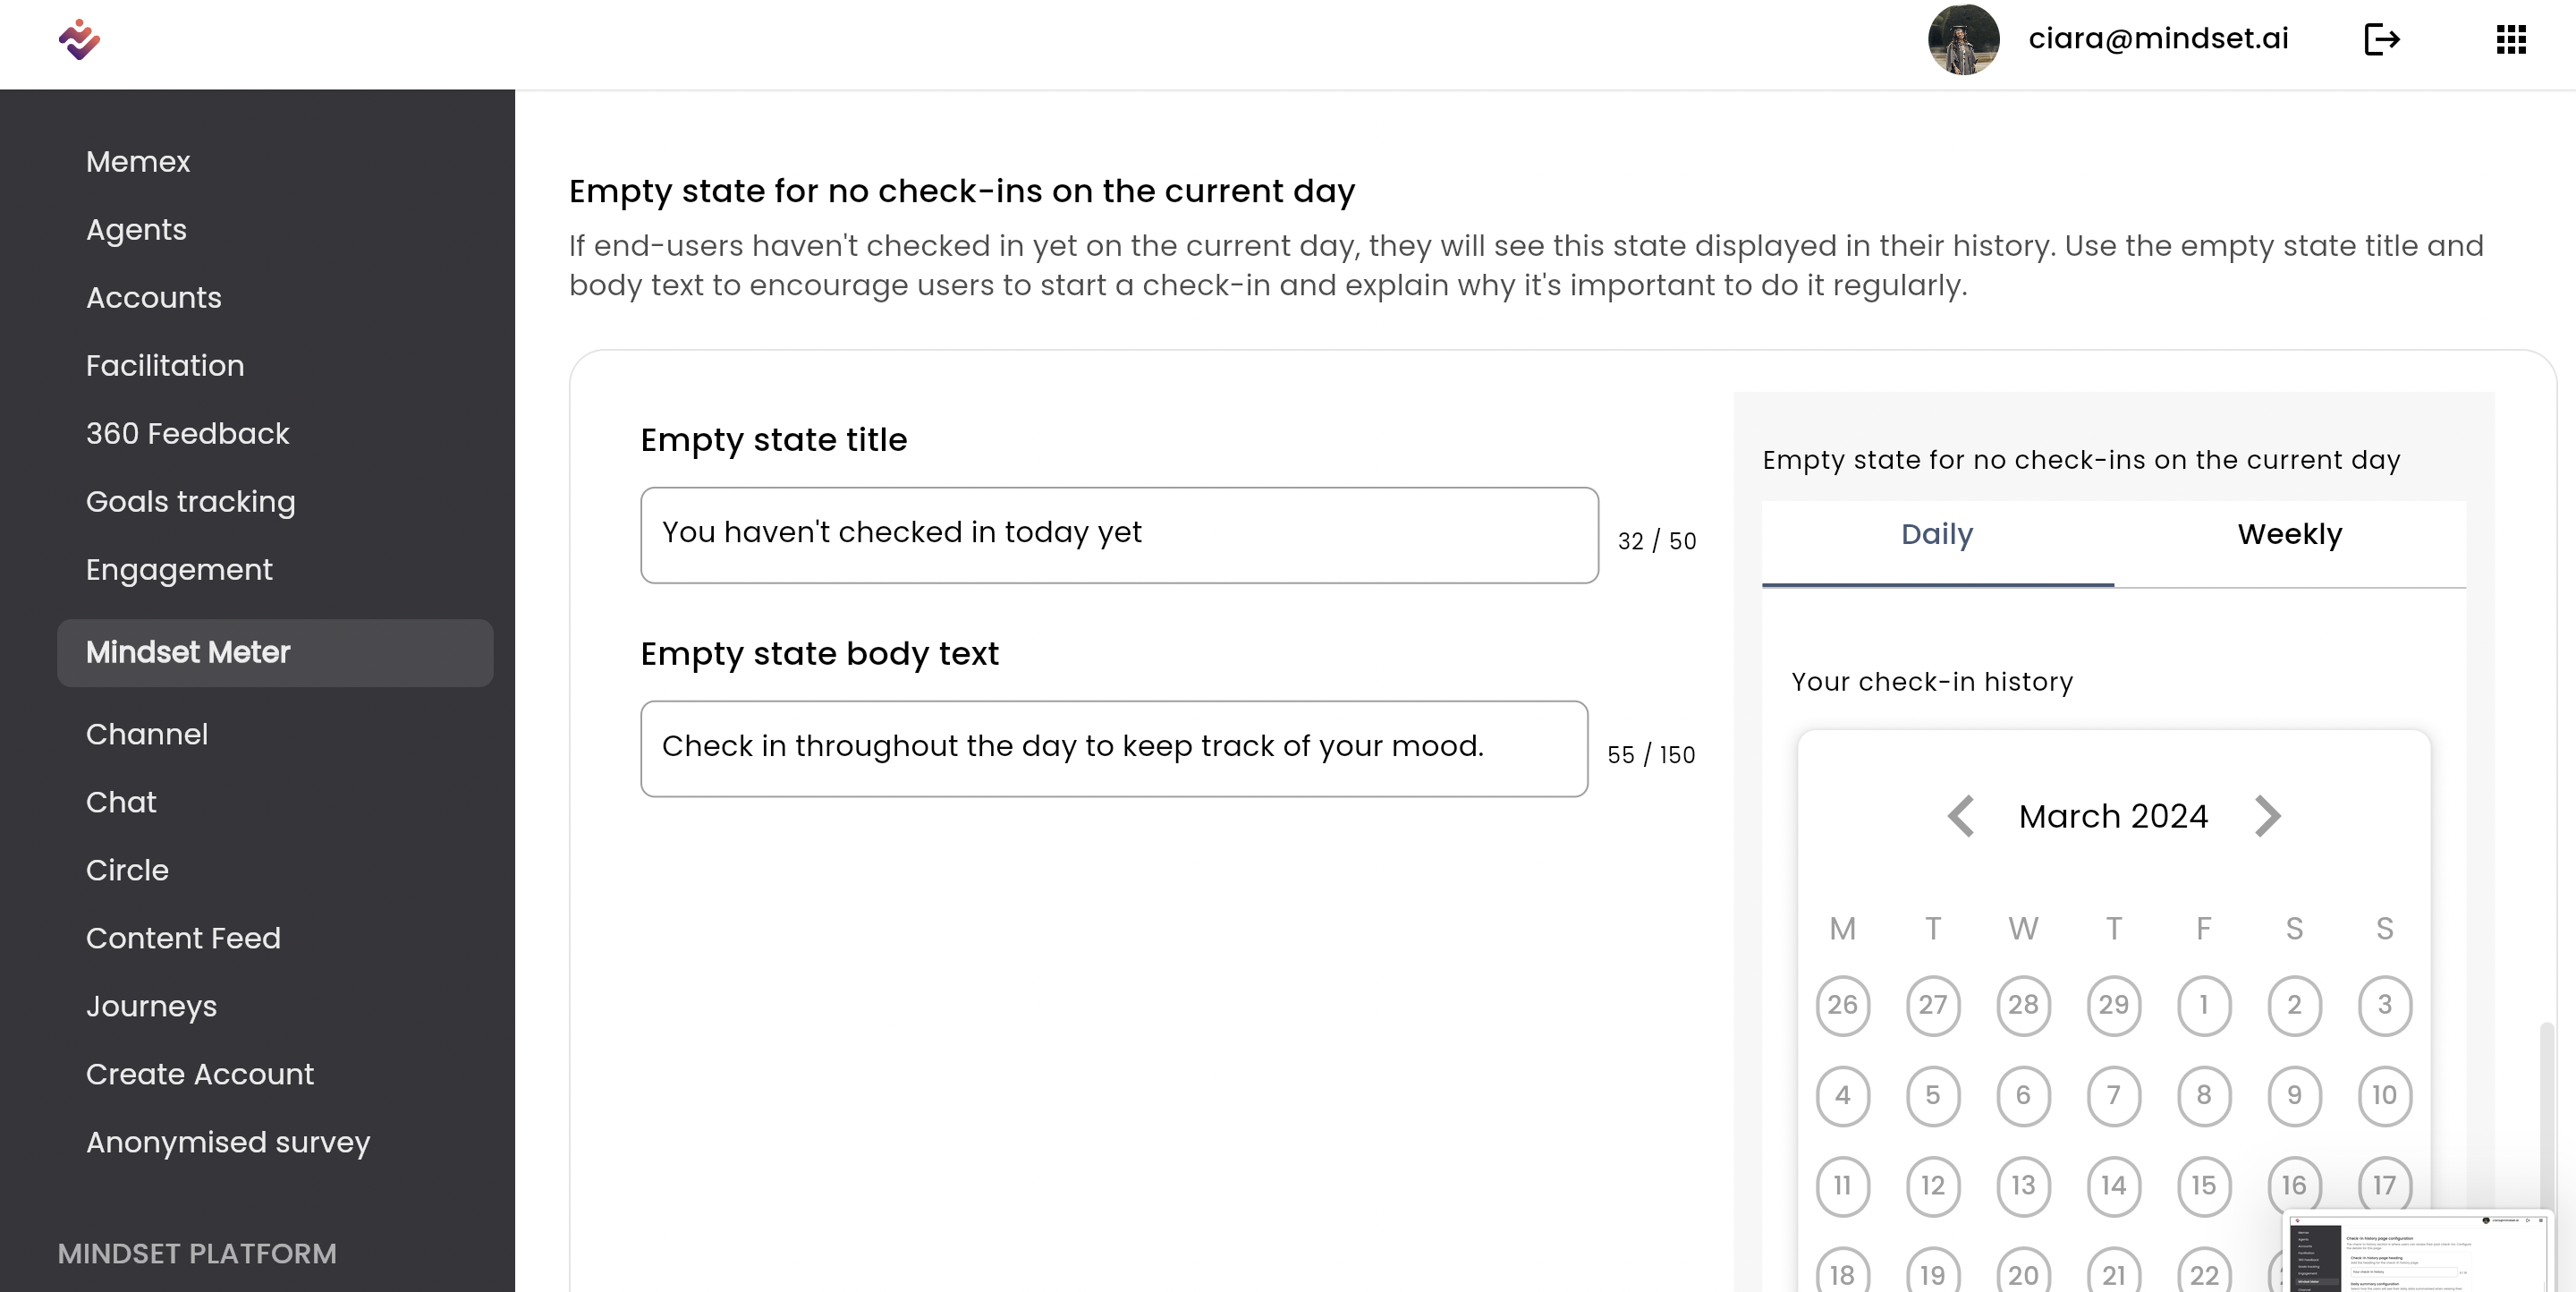 ciara@mindset.ai
Memex
Agents
Accounts
Facilitation
360 Feedback
Goals tracking
Engagement
Mindset Meter
Channel
Chat
Circle
Content Feed
Journeys
Create Account
Anonymised survey
MINDSET PLATFORM
Empty state for no check-ins on the current day
If end-users haven't checked in yet on the current day, they will see this state displayed in their history. Use the empty state title and
body text to encourage users to start a check-in and explain why it's important to do it regularly.
Empty state title
You haven't checked in today yet
32 / 50
Empty state body text
Check in throughout the day to keep track of your mood.
55 / 150
Empty state for no check-ins on the current day
Daily Weekly
Your check-in history
March 2024
M T W T F S S
26 27 28 29 1 2 3
4 5 6 7 8 9 10
11 12 13 14 15 16 17
18 19 20 21 22